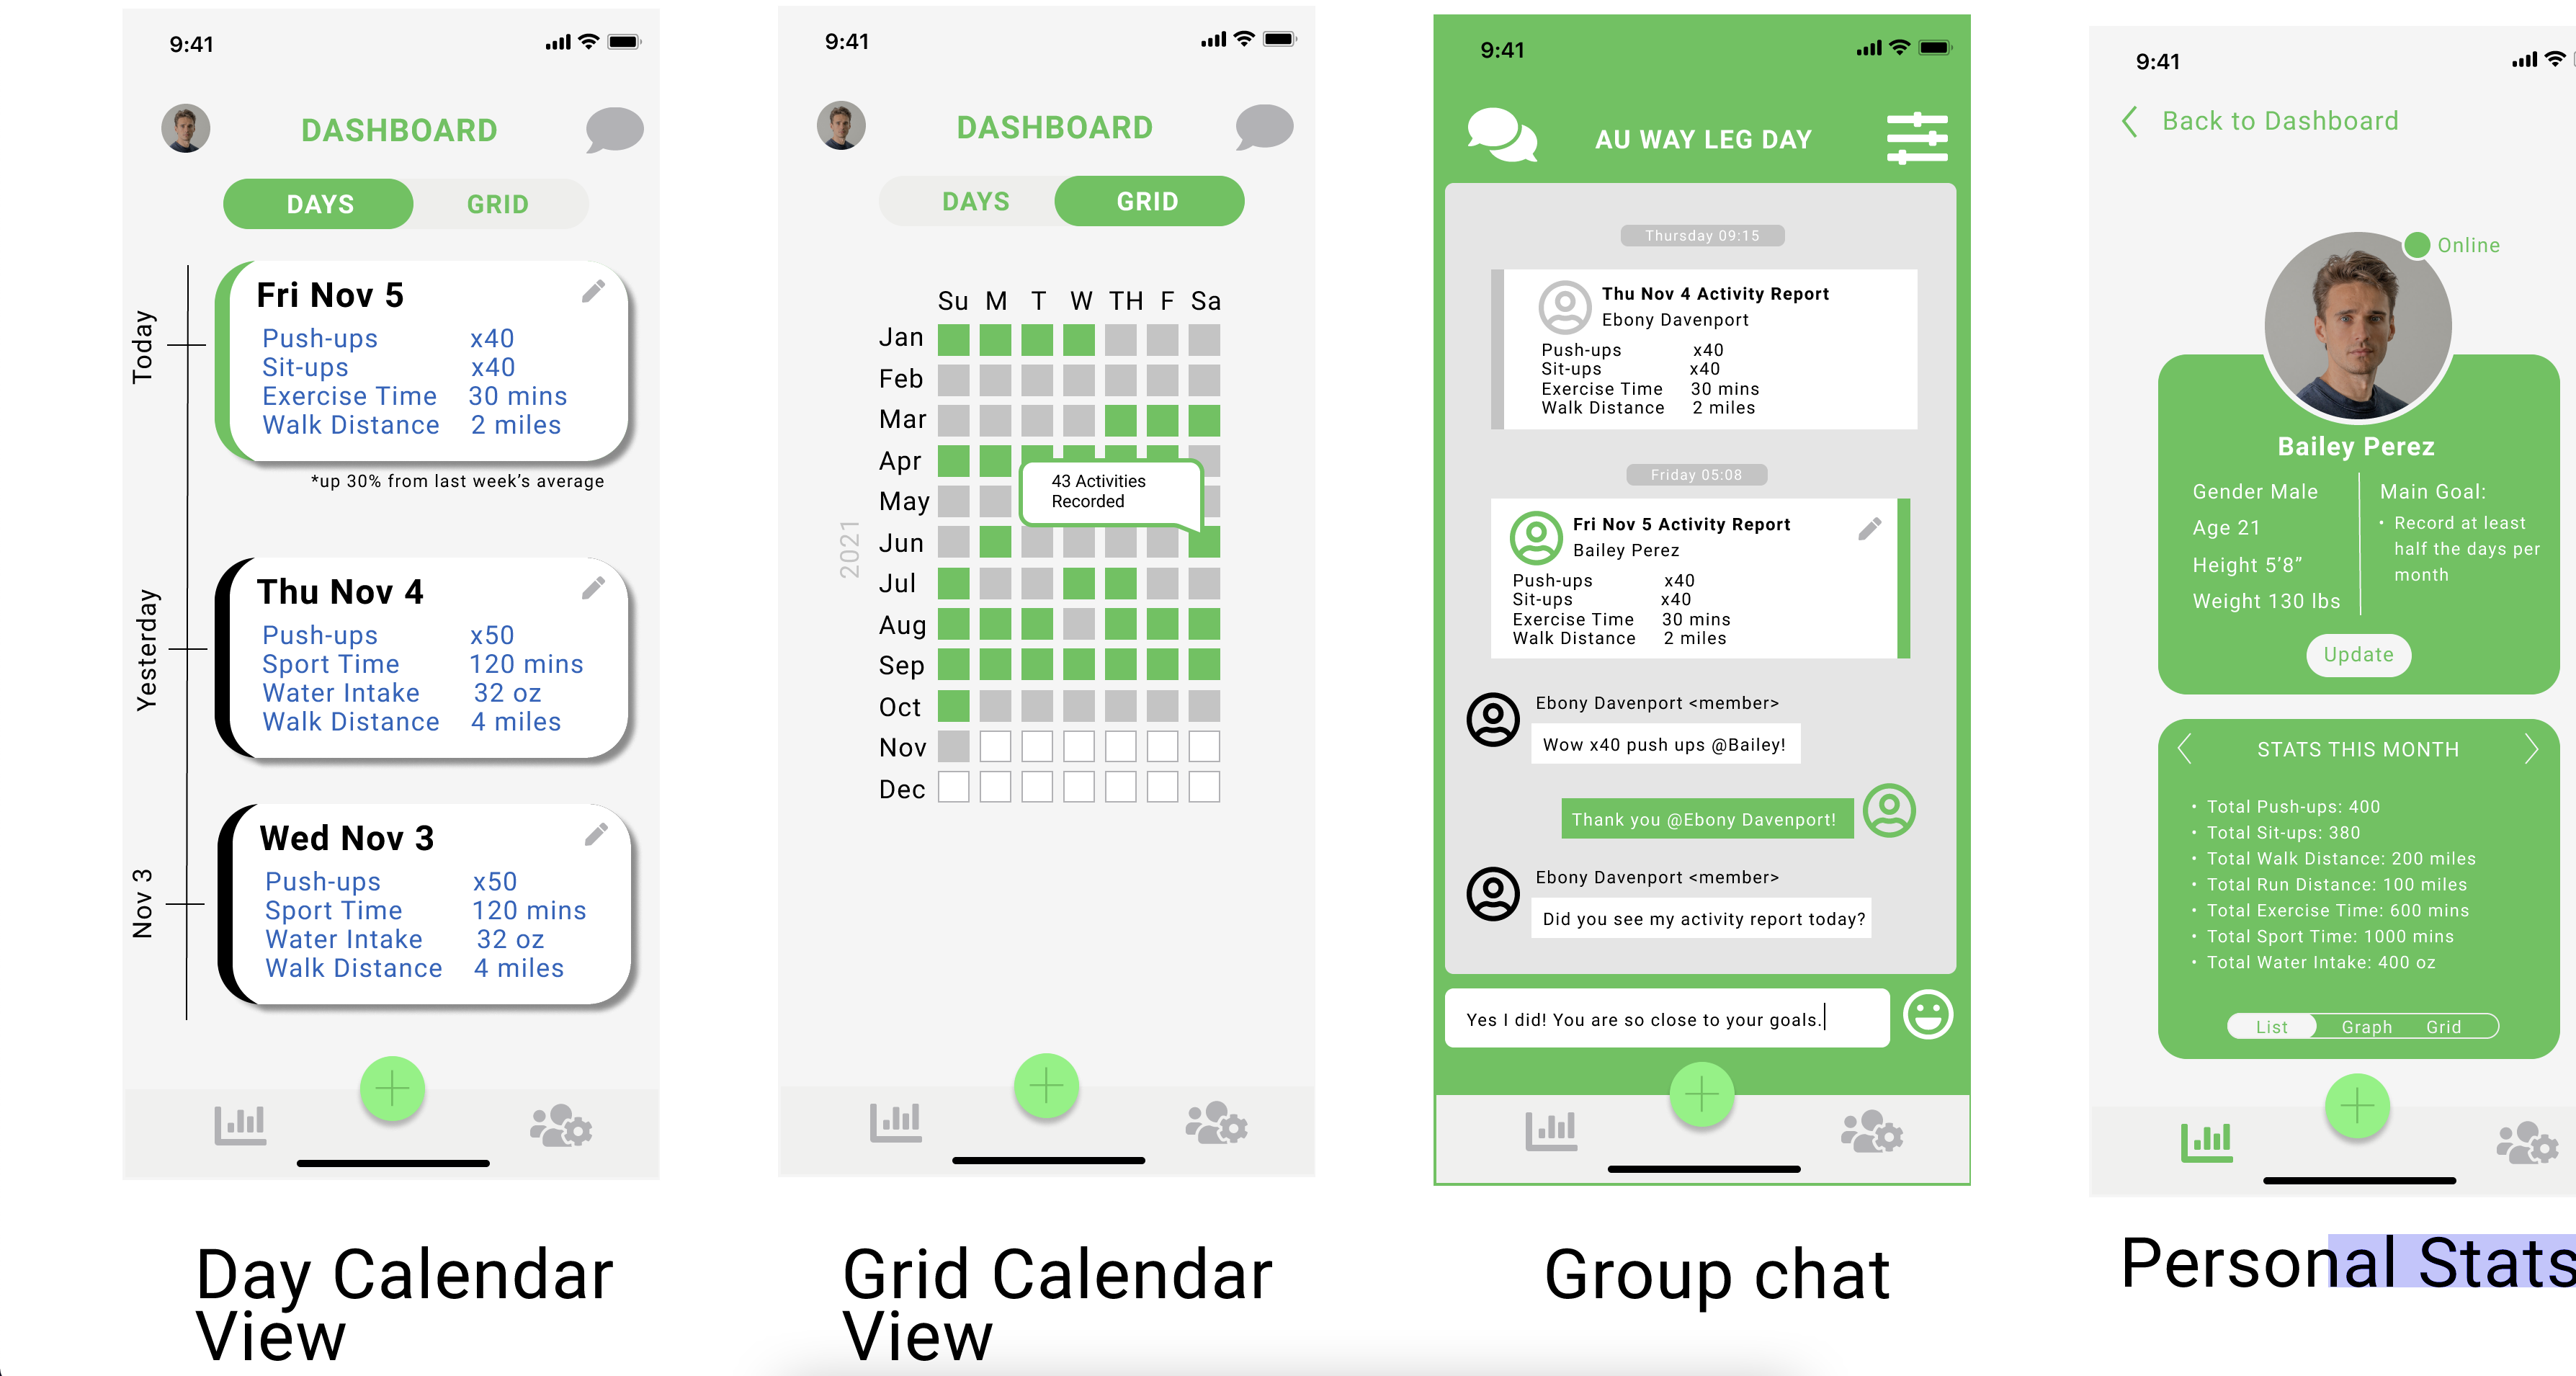 9:41
DASHBOARD
DAYS
GRID
Today
Fri Nov 5
Push-ups x40
Sit-ups x40
Exercise Time 30 mins
Walk Distance 2 miles
*up 30% from last week’s average
Yesterday
Thu Nov 4
Push-ups x50
Sport Time 120 mins
Water Intake 32 oz
Walk Distance 4 miles
Nov 3
Wed Nov 3
Push-ups x50
Sport Time 120 mins
Water Intake 32 oz
Walk Distance 4 miles
Day Calendar
View
9:41
DASHBOARD
DAYS
GRID
Su M T W TH F Sa
Jan
Feb
Mar
Apr
May
Jun
Jul
Aug
Sep
Oct
Nov
Dec
2021
43 Activities
Recorded
Grid Calendar
View
9:41
AU WAY LEG DAY
Thursday 09:15
Thu Nov 4 Activity Report
Ebony Davenport
Push-ups x40
Sit-ups x40
Exercise Time 30 mins
Walk Distance 2 miles
Friday 05:08
Fri Nov 5 Activity Report
Bailey Perez
Push-ups x40
Sit-ups x40
Exercise Time 30 mins
Walk Distance 2 miles
Ebony Davenport <member>
Wow x40 push ups @Bailey!
Thank you @Ebony Davenport!
Ebony Davenport <member>
Did you see my activity report today?
Yes I did! You are so close to your goals.
Group chat
9:41
Back to Dashboard
Online
Bailey Perez
Gender Male
Age 21
Height 5’8”
Weight 130 lbs
Main Goal:
• Record at least
half the days per
month
Update
STATS THIS MONTH
• Total Push-ups: 400
• Total Sit-ups: 380
• Total Walk Distance: 200 miles
• Total Run Distance: 100 miles
• Total Exercise Time: 600 mins
• Total Sport Time: 1000 mins
• Total Water Intake: 400 oz
List Graph Grid
Personal Stats